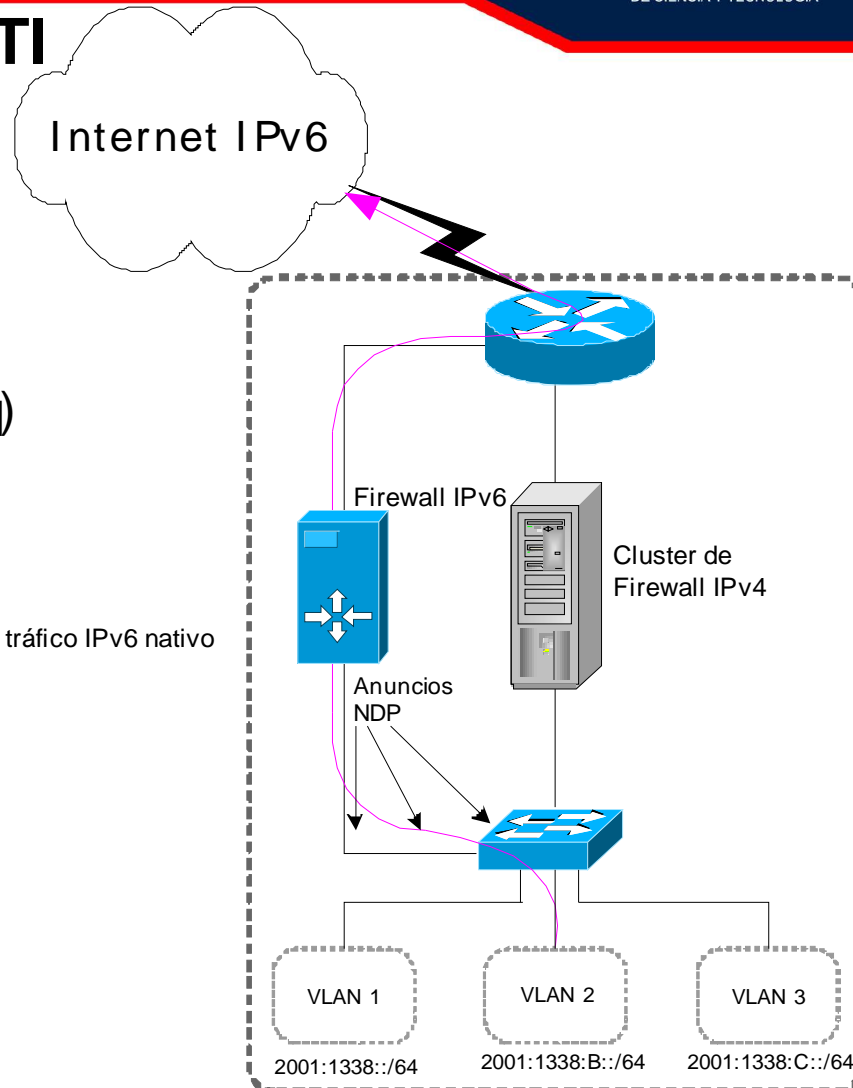 TI
Internet IPv6
)
Firewall IPv6
Cluster de
Firewall IPv4
tráfico IPv6 nativo
Anuncios
NDP
VLAN 1
VLAN 2
VLAN 3
2001:1338::/64
2001:1338:B::/64
2001:1338:C::/64